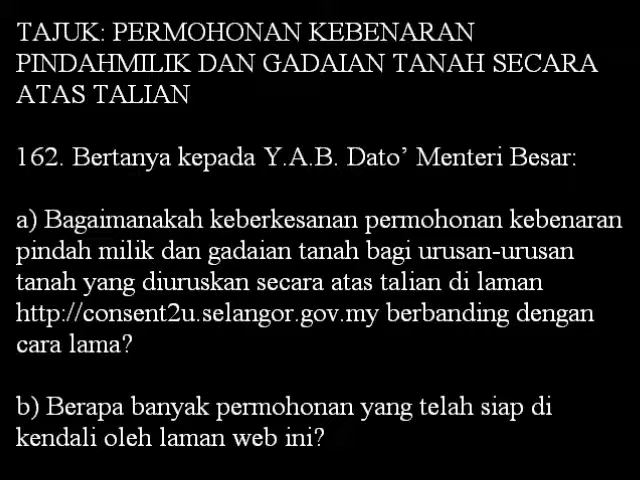 TAJUK: PERMOHONAN KEBENARAN
PINDAHMILIK DAN GADAIAN TANAH SECARA
ATAS TALIAN
162. Bertanya kepada Y.A.B. Dato’ Menteri Besar:
a) Bagaimanakah keberkesanan permohonan kebenaran
pindah milik dan gadaian tanah bagi urusan-urusan
tanah yang diuruskan secara atas talian di laman
http://consent2u.selangor.gov.my berbanding dengan
cara lama?
b) Berapa banyak permohonan yang telah siap di
kendali oleh laman web ini?